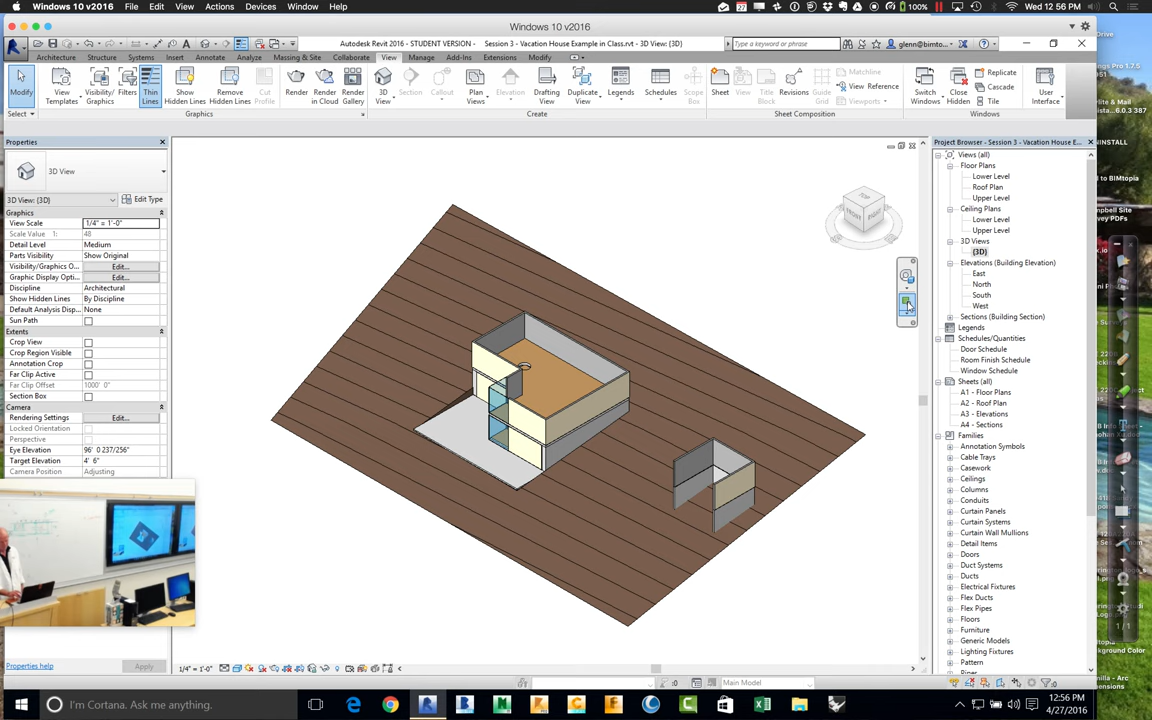 Windows 10 v2016 File Edit View Actions Devices Window Help 100% Wed 12:56 PM
Windows 10 v2016
Autodesk Revit 2016 - STUDENT VERSION - Session 3 - Vacation House Example in Class.rvt - 3D View: {3D} Type a keyword or phrase glenn@bimto...
Architecture Structure Systems Insert Annotate Analyze Massing & Site Collaborate View Manage Add-Ins Extensions Modify
Modify View Templates Visibility/ Graphics Filters Thin Lines Show Hidden Lines Remove Hidden Lines Cut Profile Render Render in Cloud Render Gallery 3D View Section Callout Plan Views Elevation Drafting View Duplicate View Legends Schedules Scope Box Sheet View Title Block Revisions Guide Grid Matchline View Reference Viewports Switch Windows Close Hidden Replicate Cascade Tile User Interface
Select Graphics Create Sheet Composition Windows
Properties
3D View
3D View: {3D} Edit Type
Graphics
View Scale 1/4" = 1'-0"
Scale Value 1: 48
Detail Level Medium
Parts Visibility Show Original
Visibility/Graphics O... Edit...
Graphic Display Opti... Edit...
Discipline Architectural
Show Hidden Lines By Discipline
Default Analysis Disp... None
Sun Path
Extents
Crop View
Crop Region Visible
Annotation Crop
Far Clip Active
Far Clip Offset 1000' 0"
Section Box
Camera
Rendering Settings Edit...
Locked Orientation
Perspective
Eye Elevation 96' 0 237/256"
Target Elevation 4' 6"
Camera Position Adjusting
Properties help Apply
TOP
FRONT RIGHT
Project Browser - Session 3 - Vacation House E...
Views (all)
Floor Plans
Lower Level
Roof Plan
Upper Level
Ceiling Plans
Lower Level
Upper Level
3D Views
{3D}
Elevations (Building Elevation)
East
North
South
West
Sections (Building Section)
Legends
Schedules/Quantities
Door Schedule
Room Finish Schedule
Window Schedule
Sheets (all)
A1 - Floor Plans
A2 - Roof Plan
A3 - Elevations
A4 - Sections
Families
Annotation Symbols
Cable Trays
Casework
Ceilings
Columns
Conduits
Curtain Panels
Curtain Systems
Curtain Wall Mullions
Detail Items
Doors
Duct Systems
Ducts
Electrical Fixtures
Flex Ducts
Flex Pipes
Floors
Furniture
Generic Models
Lighting Fixtures
Pattern
1/4" = 1'-0"
:0 Main Model :0
I'm Cortana. Ask me anything. 12:56 PM
4/27/2016
1 / 1